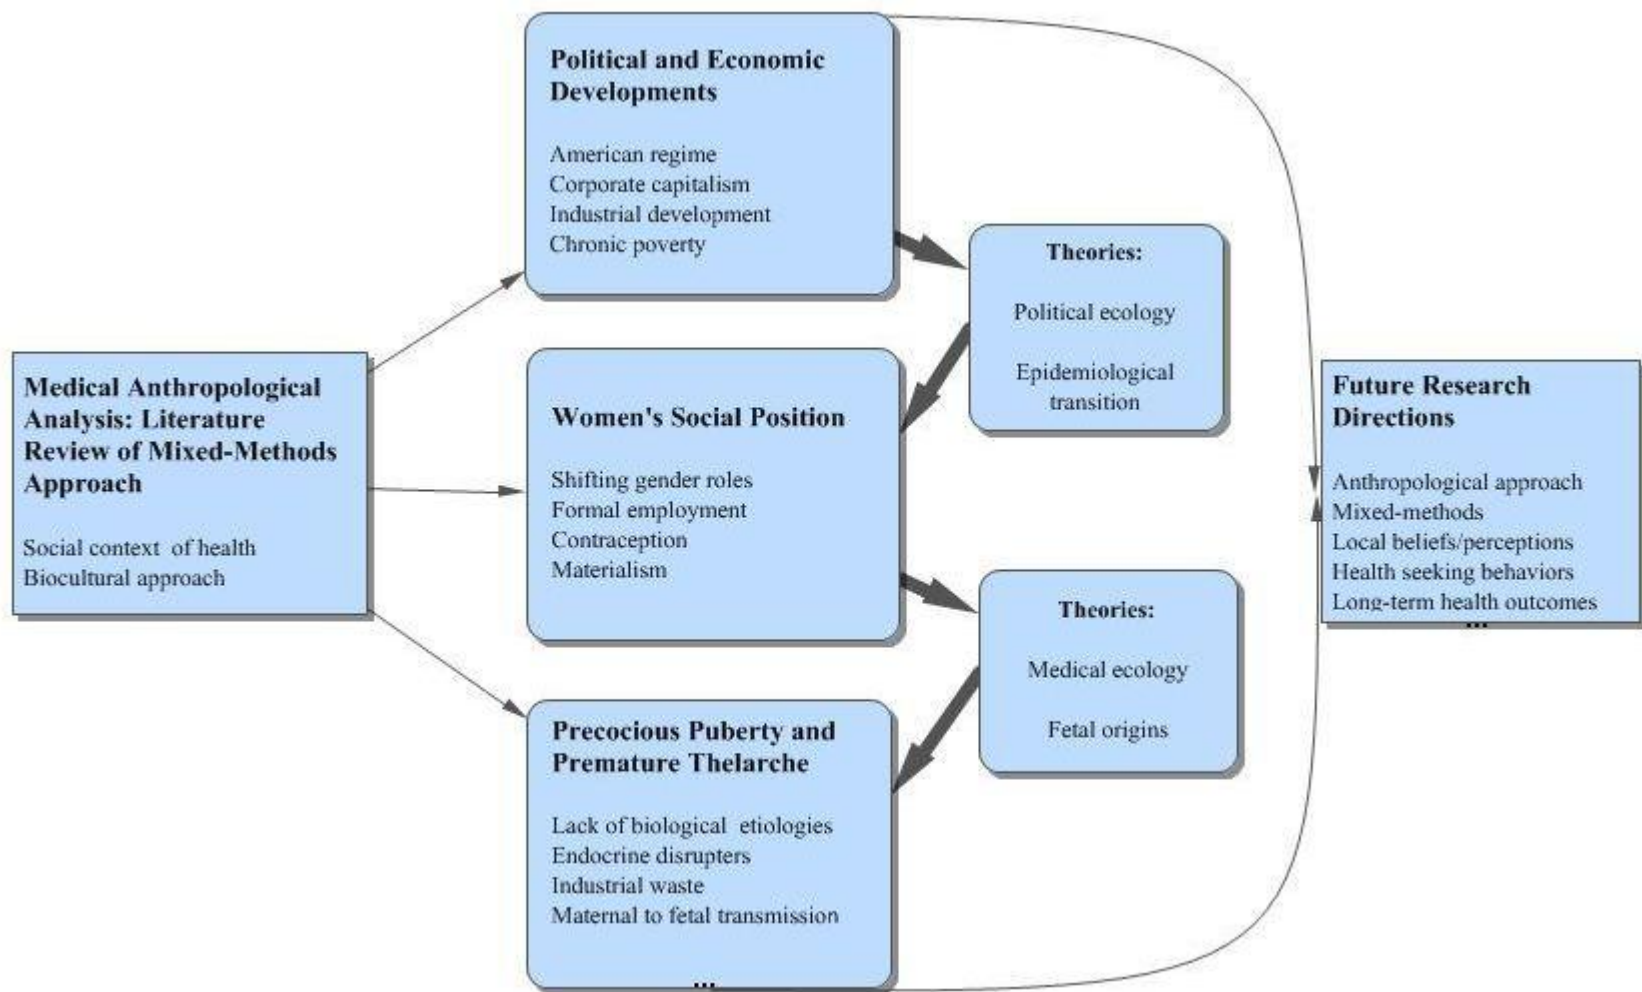 Medical Anthropological
Analysis: Literature
Review of Mixed-Methods
Approach
Social context of health
Biocultural approach
Political and Economic
Developments
American regime
Corporate capitalism
Industrial development
Chronic poverty
Theories:
Political ecology
Epidemiological
transition
Women's Social Position
Shifting gender roles
Formal employment
Contraception
Materialism
Theories:
Medical ecology
Fetal origins
Precocious Puberty and
Premature Thelarche
Lack of biological etiologies
Endocrine disrupters
Industrial waste
Maternal to fetal transmission
...
Future Research
Directions
Anthropological approach
Mixed-methods
Local beliefs/perceptions
Health seeking behaviors
Long-term health outcomes
...